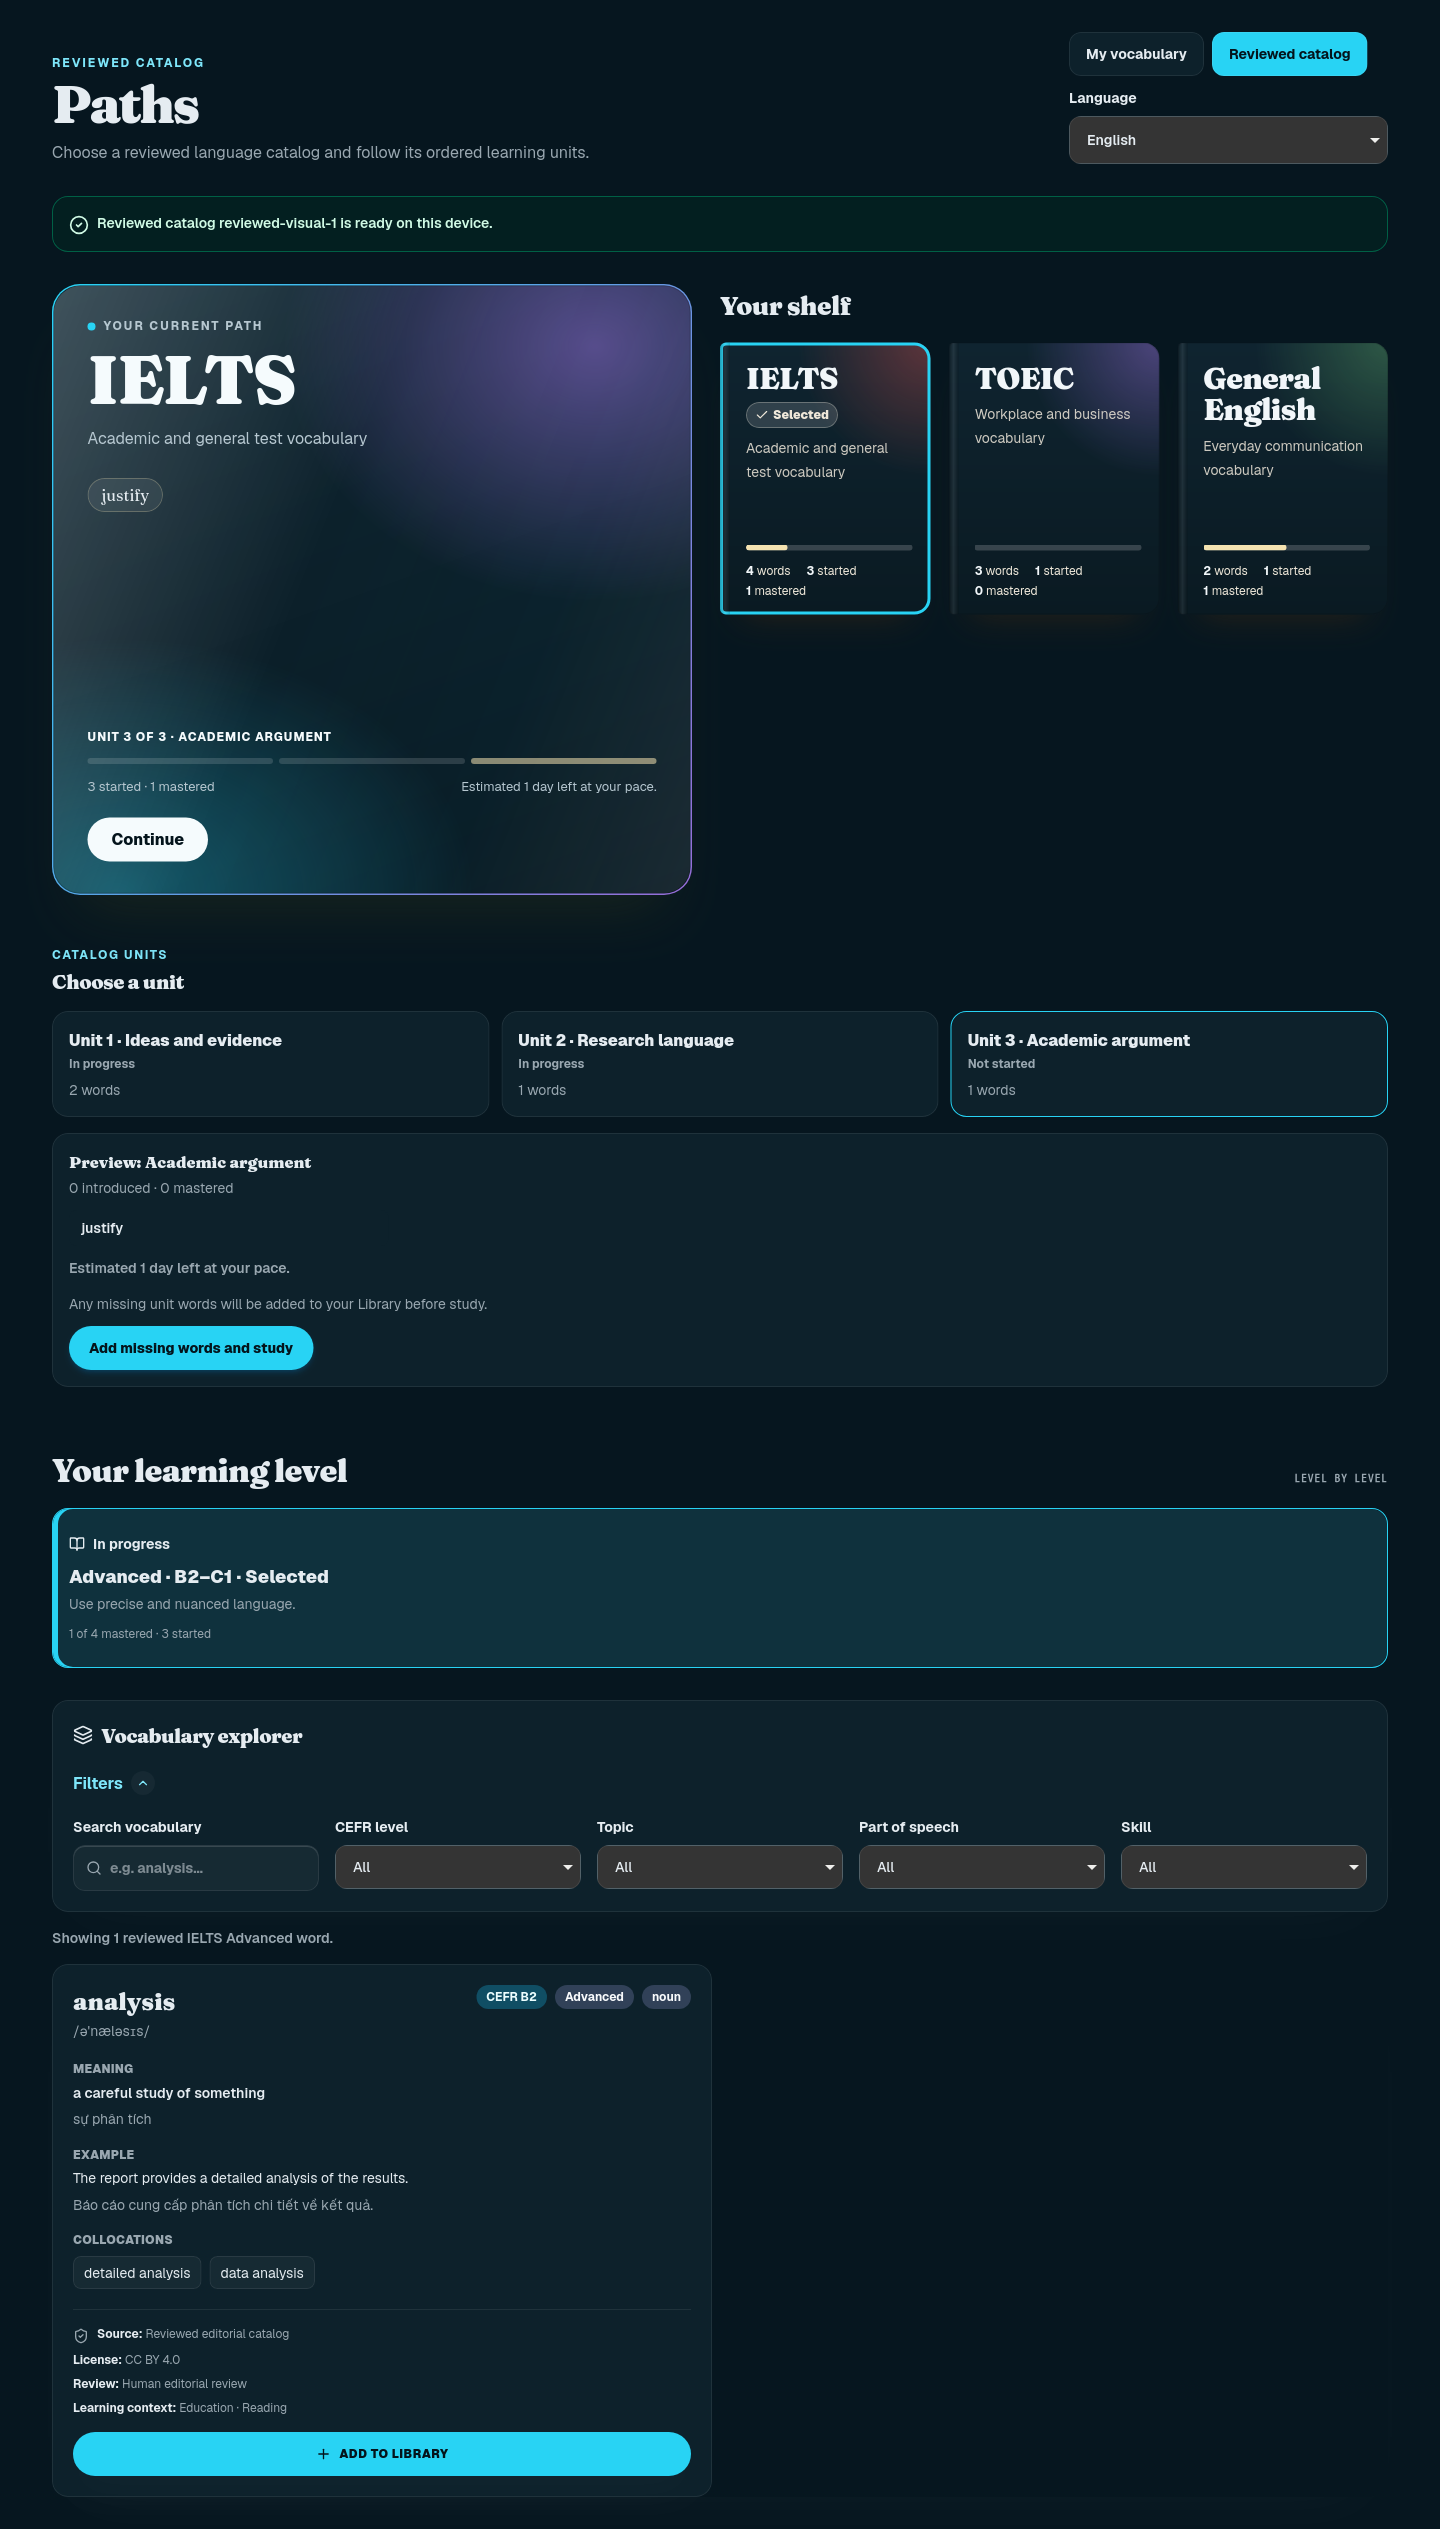 REVIEWED CATALOG
Paths
Choose a reviewed language catalog and follow its ordered learning units.
My vocabulary
Reviewed catalog
Language
English
Reviewed catalog reviewed-visual-1 is ready on this device.
YOUR CURRENT PATH
IELTS
Academic and general test vocabulary
justify
UNIT 3 OF 3 · ACADEMIC ARGUMENT
3 started · 1 mastered
Estimated 1 day left at your pace.
Continue
Your shelf
IELTS
Selected
Academic and general
test vocabulary
4 words 3 started
1 mastered
TOEIC
Workplace and business
vocabulary
3 words 1 started
0 mastered
General
English
Everyday communication
vocabulary
2 words 1 started
1 mastered
CATALOG UNITS
Choose a unit
Unit 1 · Ideas and evidence
In progress
2 words
Unit 2 · Research language
In progress
1 words
Unit 3 · Academic argument
Not started
1 words
Preview: Academic argument
0 introduced · 0 mastered
justify
Estimated 1 day left at your pace.
Any missing unit words will be added to your Library before study.
Add missing words and study
Your learning level
LEVEL BY LEVEL
In progress
Advanced · B2–C1 · Selected
Use precise and nuanced language.
1 of 4 mastered · 3 started
Vocabulary explorer
Filters
Search vocabulary
e.g. analysis...
CEFR level
All
Topic
All
Part of speech
All
Skill
All
Showing 1 reviewed IELTS Advanced word.
analysis
CEFR B2
Advanced
noun
/əˈnæləsɪs/
MEANING
a careful study of something
sự phân tích
EXAMPLE
The report provides a detailed analysis of the results.
Báo cáo cung cấp phân tích chi tiết về kết quả.
COLLOCATIONS
detailed analysis
data analysis
Source: Reviewed editorial catalog
License: CC BY 4.0
Review: Human editorial review
Learning context: Education · Reading
ADD TO LIBRARY